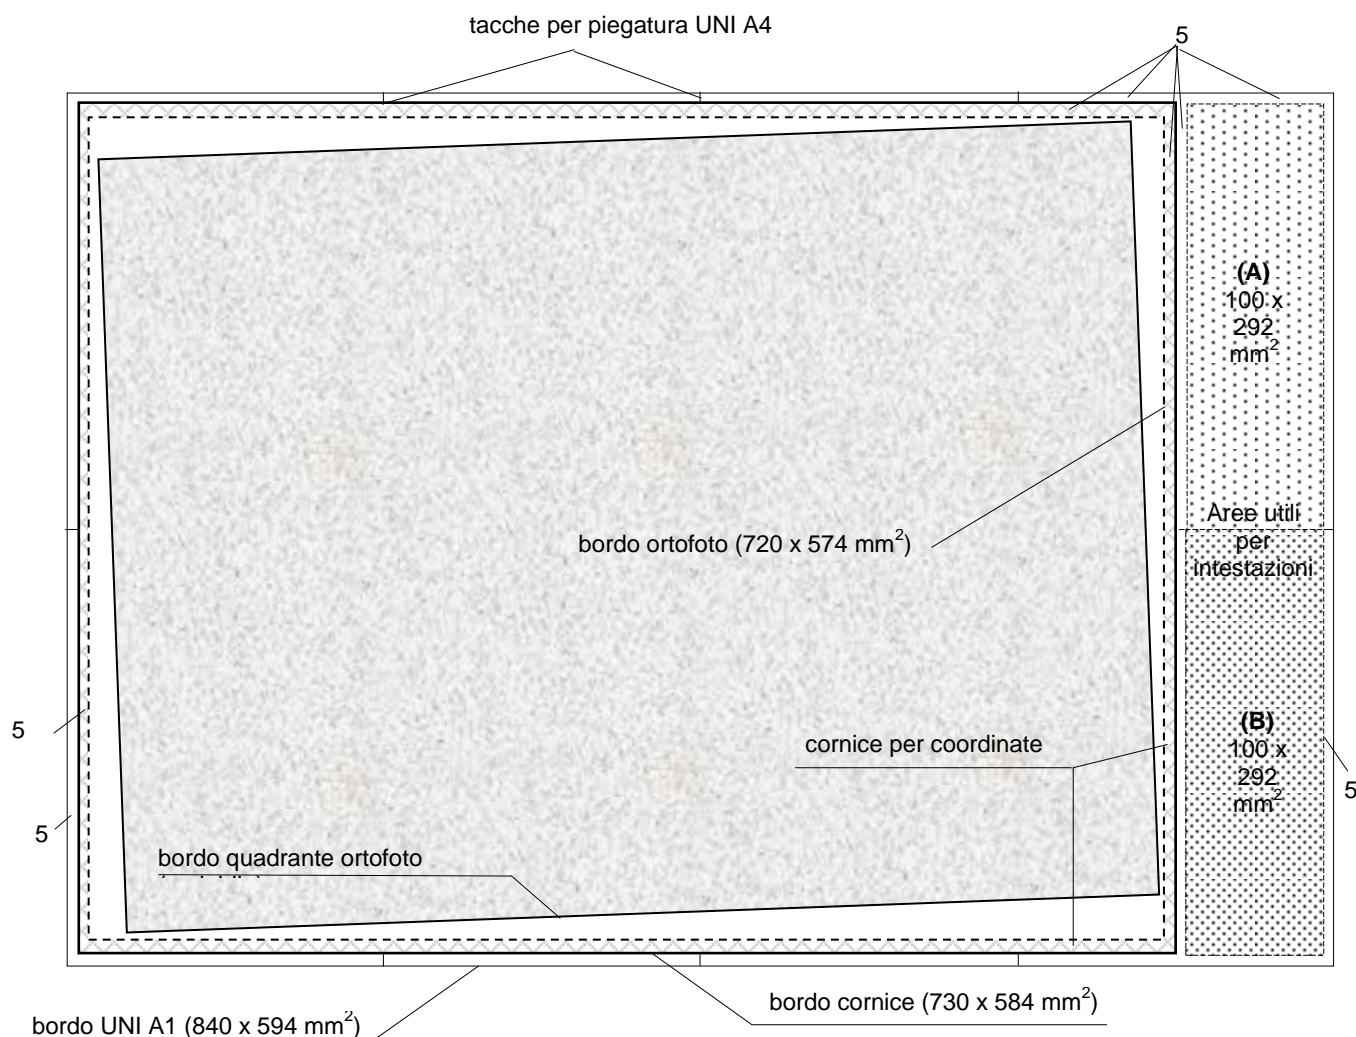 tacche per piegatura UNI A4
5
(A)
100 x
292
mm²
bordo ortofoto (720 x 574 mm²)
Aree utili
per
intestazioni
5
cornice per coordinate
(B)
100 x
292
mm²
5
5
bordo quadrante ortofoto
bordo cornice (730 x 584 mm²)
bordo UNI A1 (840 x 594 mm²)